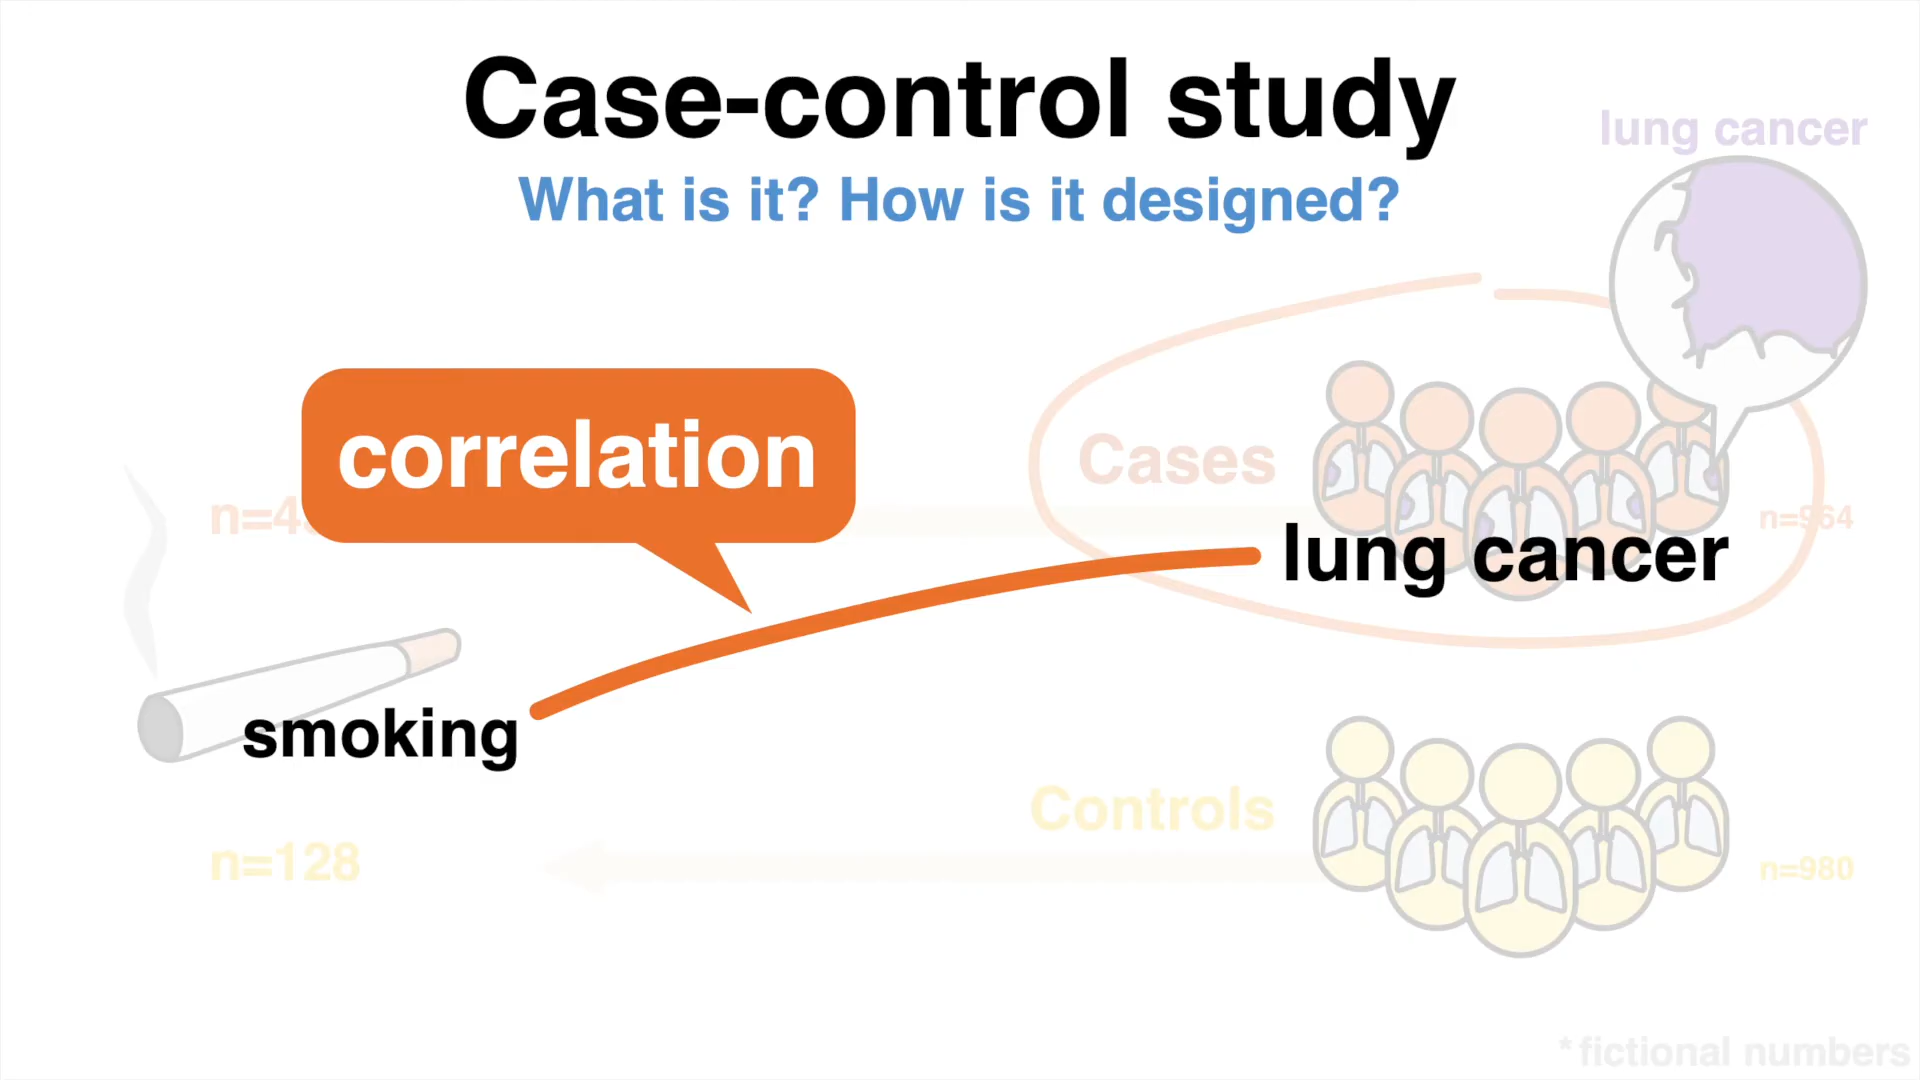 Case-control study
What is it? How is it designed?
lung cancer
correlation
Cases
n=964
lung cancer
smoking
Controls
n=128
n=980
*fictional numbers